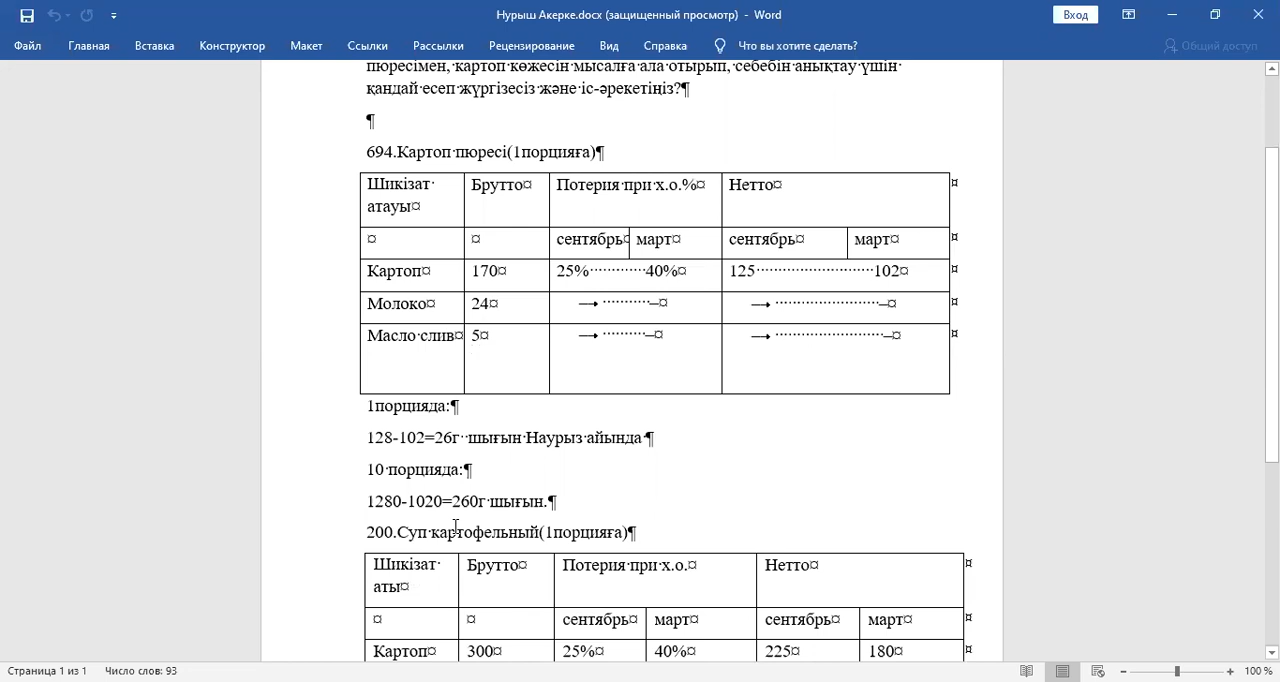 Нурыш Акерке.docx (защищенный просмотр) - Word
Вход
Файл Главная Вставка Конструктор Макет Ссылки Рассылки Рецензирование Вид Справка Что вы хотите сделать? Общий доступ
пюресімен, картоп көжесін мысалға ала отырып, себебін анықтау үшін
қандай есеп жүргізесіз және іс-әрекетіңіз?¶
¶
694.Картоп пюресі(1порцияға)¶
Шикізат атауы¤ Брутто¤ Потерия при х.о.%¤ Нетто¤ ¤
¤ ¤ сентябрь¤ март¤ сентябрь¤ март¤ ¤
Картоп¤ 170¤ 25%············40%¤ 125··························102¤ ¤
Молоко¤ 24¤ → ··········–¤ → ······················–¤ ¤
Масло слив¤ 5¤ → ·········–¤ → ·······················–¤ ¤
1порцияда:¶
128-102=26г шығын Наурыз айында ¶
10 порцияда:¶
1280-1020=260г шығын.¶
200.Суп картофельный(1порцияға)¶
Шикізат аты¤ Брутто¤ Потерия при х.о.¤ Нетто¤ ¤
¤ ¤ сентябрь¤ март¤ сентябрь¤ март¤ ¤
Картоп¤ 300¤ 25%¤ 40%¤ 225¤ 180¤ ¤
Страница 1 из 1 Число слов: 93 100 %